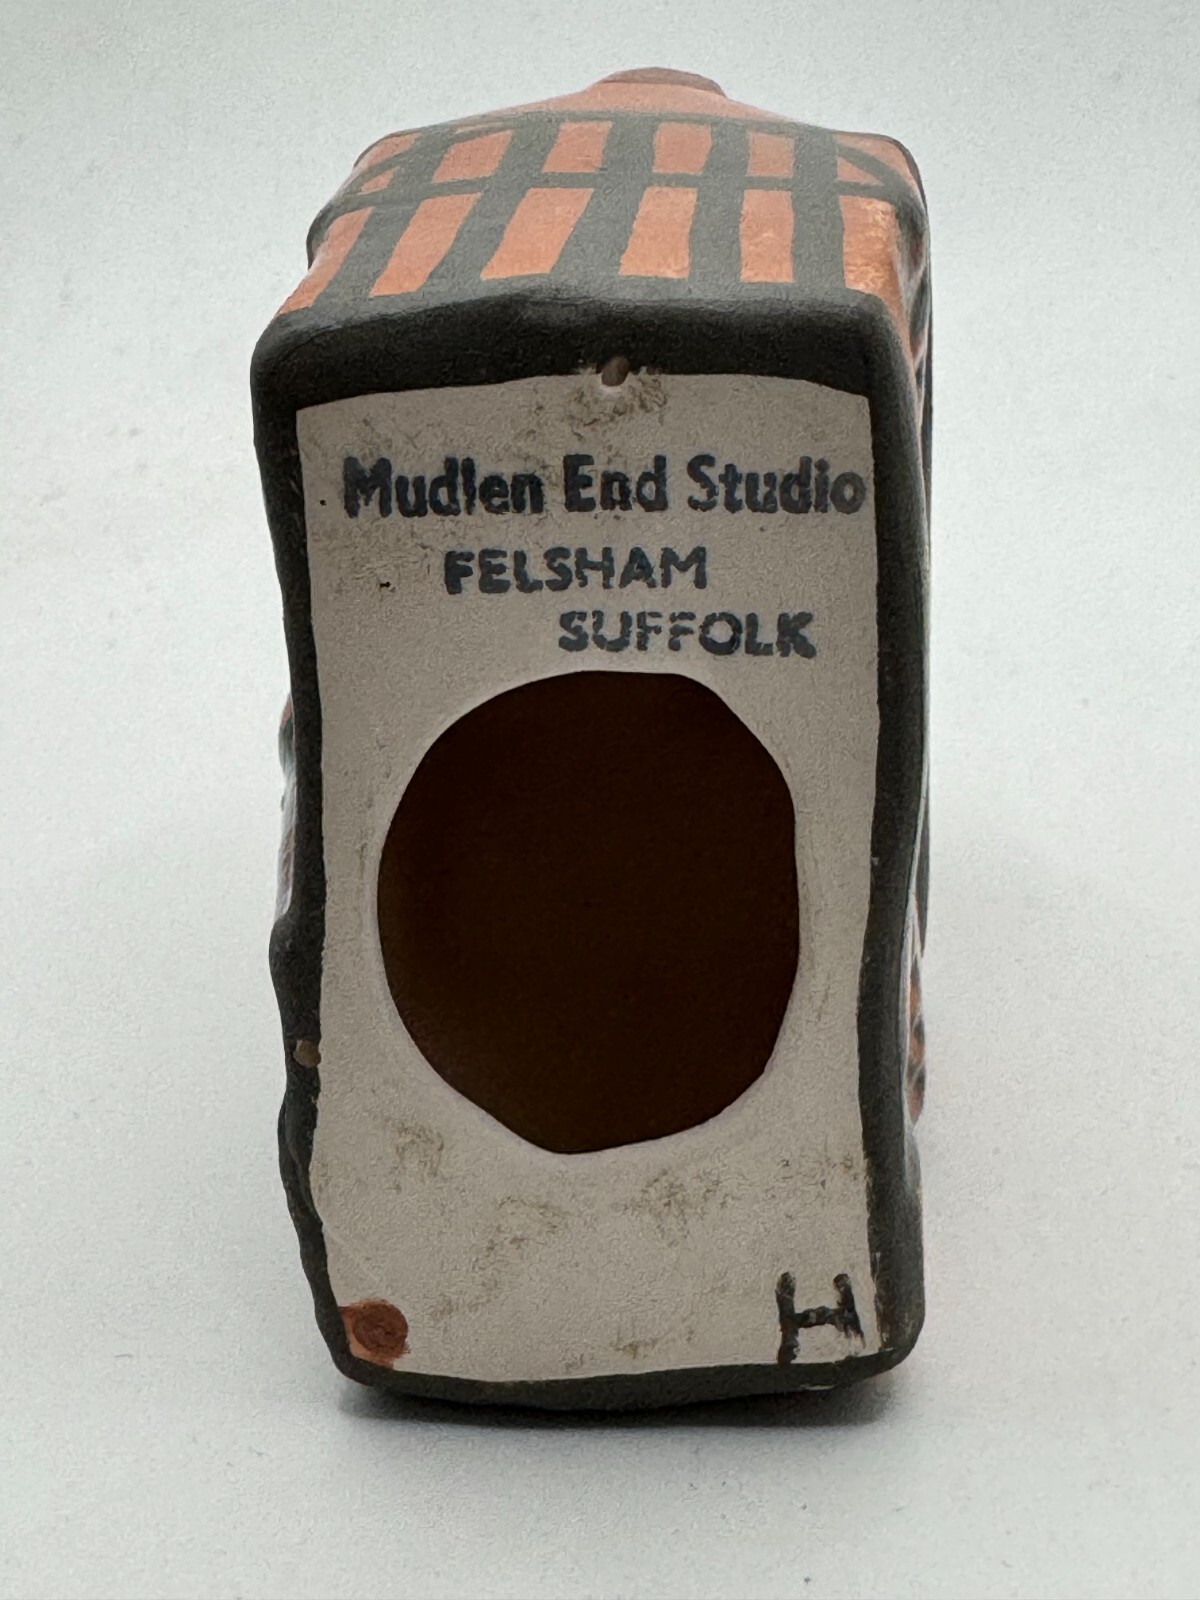 Mudlen End Studio
FELSHAM
SUFFOLK
H